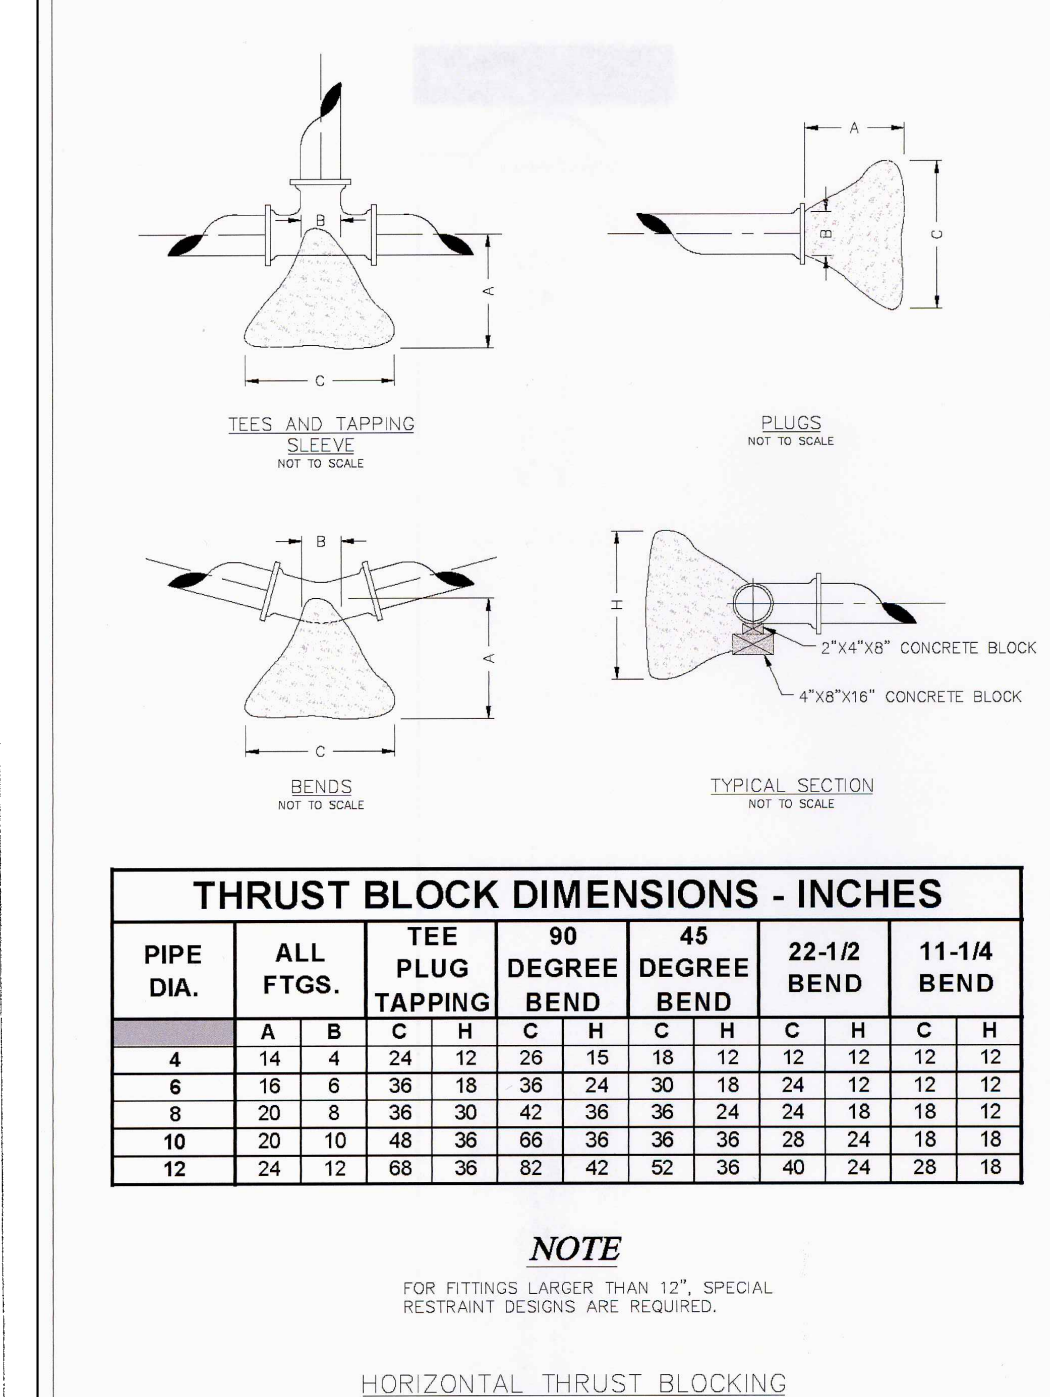 B
A
C
TEES AND TAPPING
SLEEVE
NOT TO SCALE
A
B
C
PLUGS
NOT TO SCALE
B
A
C
BENDS
NOT TO SCALE
H
2"X4"X8" CONCRETE BLOCK
4"X8"X16" CONCRETE BLOCK
TYPICAL SECTION
NOT TO SCALE
THRUST BLOCK DIMENSIONS - INCHES
PIPE DIA. ALL FTGS. TEE PLUG TAPPING 90 DEGREE BEND 45 DEGREE BEND 22-1/2 BEND 11-1/4 BEND
A B C H C H C H C H C H
4 14 4 24 12 26 15 18 12 12 12 12 12
6 16 6 36 18 36 24 30 18 24 12 12 12
8 20 8 36 30 42 36 36 24 24 18 18 12
10 20 10 48 36 66 36 36 36 28 24 18 18
12 24 12 68 36 82 42 52 36 40 24 28 18
NOTE
FOR FITTINGS LARGER THAN 12", SPECIAL
RESTRAINT DESIGNS ARE REQUIRED.
HORIZONTAL THRUST BLOCKING